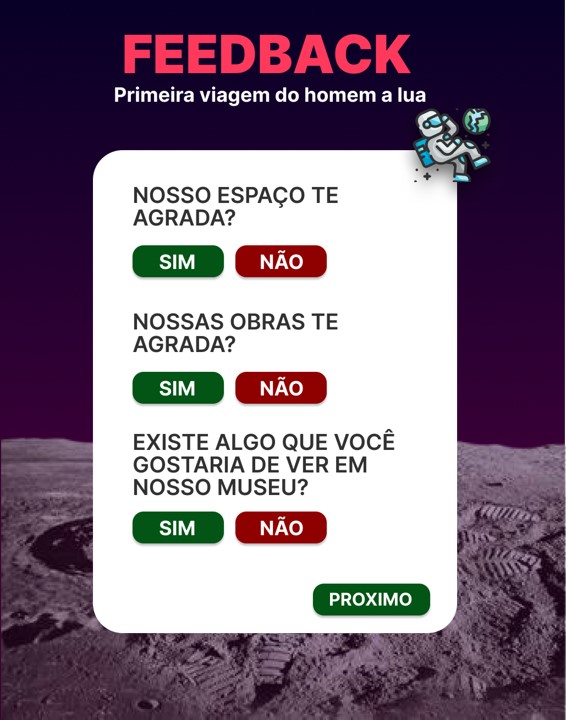 FEEDBACK
Primeira viagem do homem a lua
NOSSO ESPAÇO TE
AGRADA?
SIM NÃO
NOSSAS OBRAS TE
AGRADA?
SIM NÃO
EXISTE ALGO QUE VOCÊ
GOSTARIA DE VER EM
NOSSO MUSEU?
SIM NÃO
PROXIMO